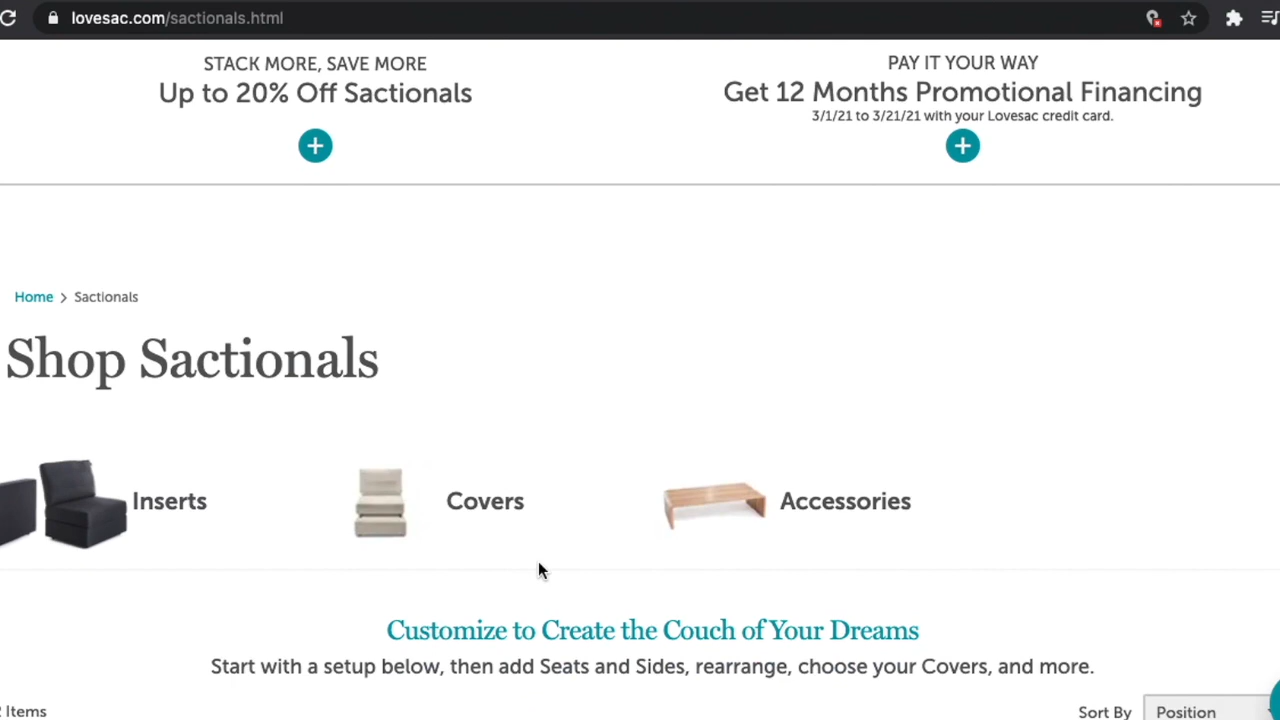 lovesac.com/sactionals.html
STACK MORE, SAVE MORE
Up to 20% Off Sactionals
PAY IT YOUR WAY
Get 12 Months Promotional Financing
3/1/21 to 3/21/21 with your Lovesac credit card.
Home > Sactionals
Shop Sactionals
Inserts
Covers
Accessories
Customize to Create the Couch of Your Dreams
Start with a setup below, then add Seats and Sides, rearrange, choose your Covers, and more.
Items
Sort By Position